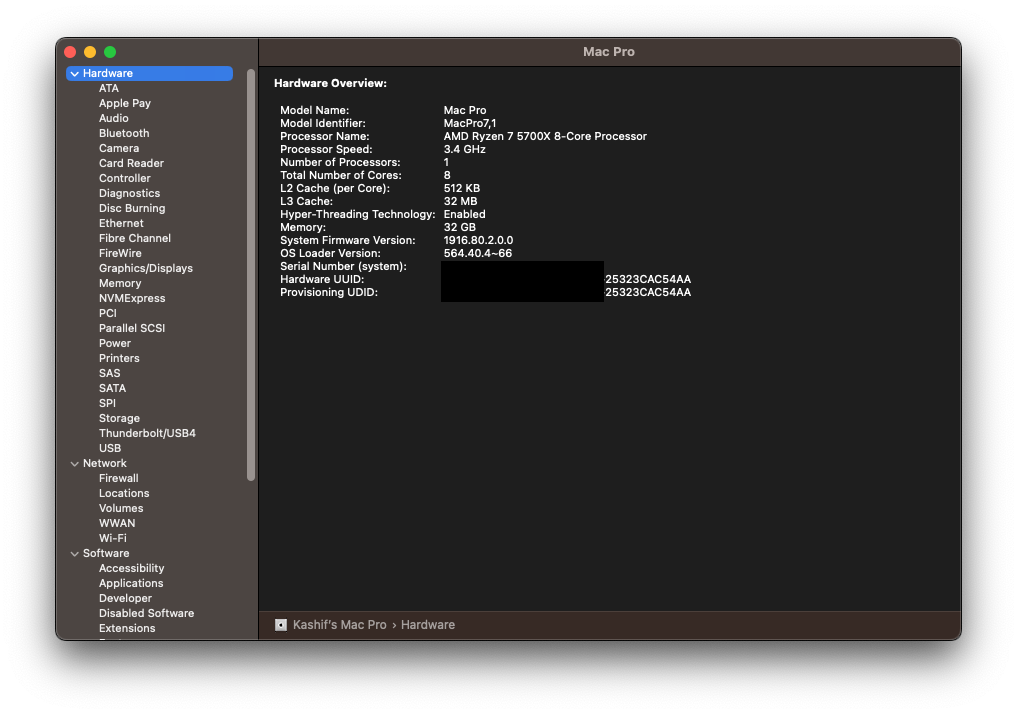 Mac Pro
Hardware
ATA
Apple Pay
Audio
Bluetooth
Camera
Card Reader
Controller
Diagnostics
Disc Burning
Ethernet
Fibre Channel
FireWire
Graphics/Displays
Memory
NVMExpress
PCI
Parallel SCSI
Power
Printers
SAS
SATA
SPI
Storage
Thunderbolt/USB4
USB
Network
Firewall
Locations
Volumes
WWAN
Wi-Fi
Software
Accessibility
Applications
Developer
Disabled Software
Extensions
Hardware Overview:
Model Name: Mac Pro
Model Identifier: MacPro7,1
Processor Name: AMD Ryzen 7 5700X 8-Core Processor
Processor Speed: 3.4 GHz
Number of Processors: 1
Total Number of Cores: 8
L2 Cache (per Core): 512 KB
L3 Cache: 32 MB
Hyper-Threading Technology: Enabled
Memory: 32 GB
System Firmware Version: 1916.80.2.0.0
OS Loader Version: 564.40.4~66
Serial Number (system):
Hardware UUID: 25323CAC54AA
Provisioning UDID: 25323CAC54AA
Kashif's Mac Pro › Hardware